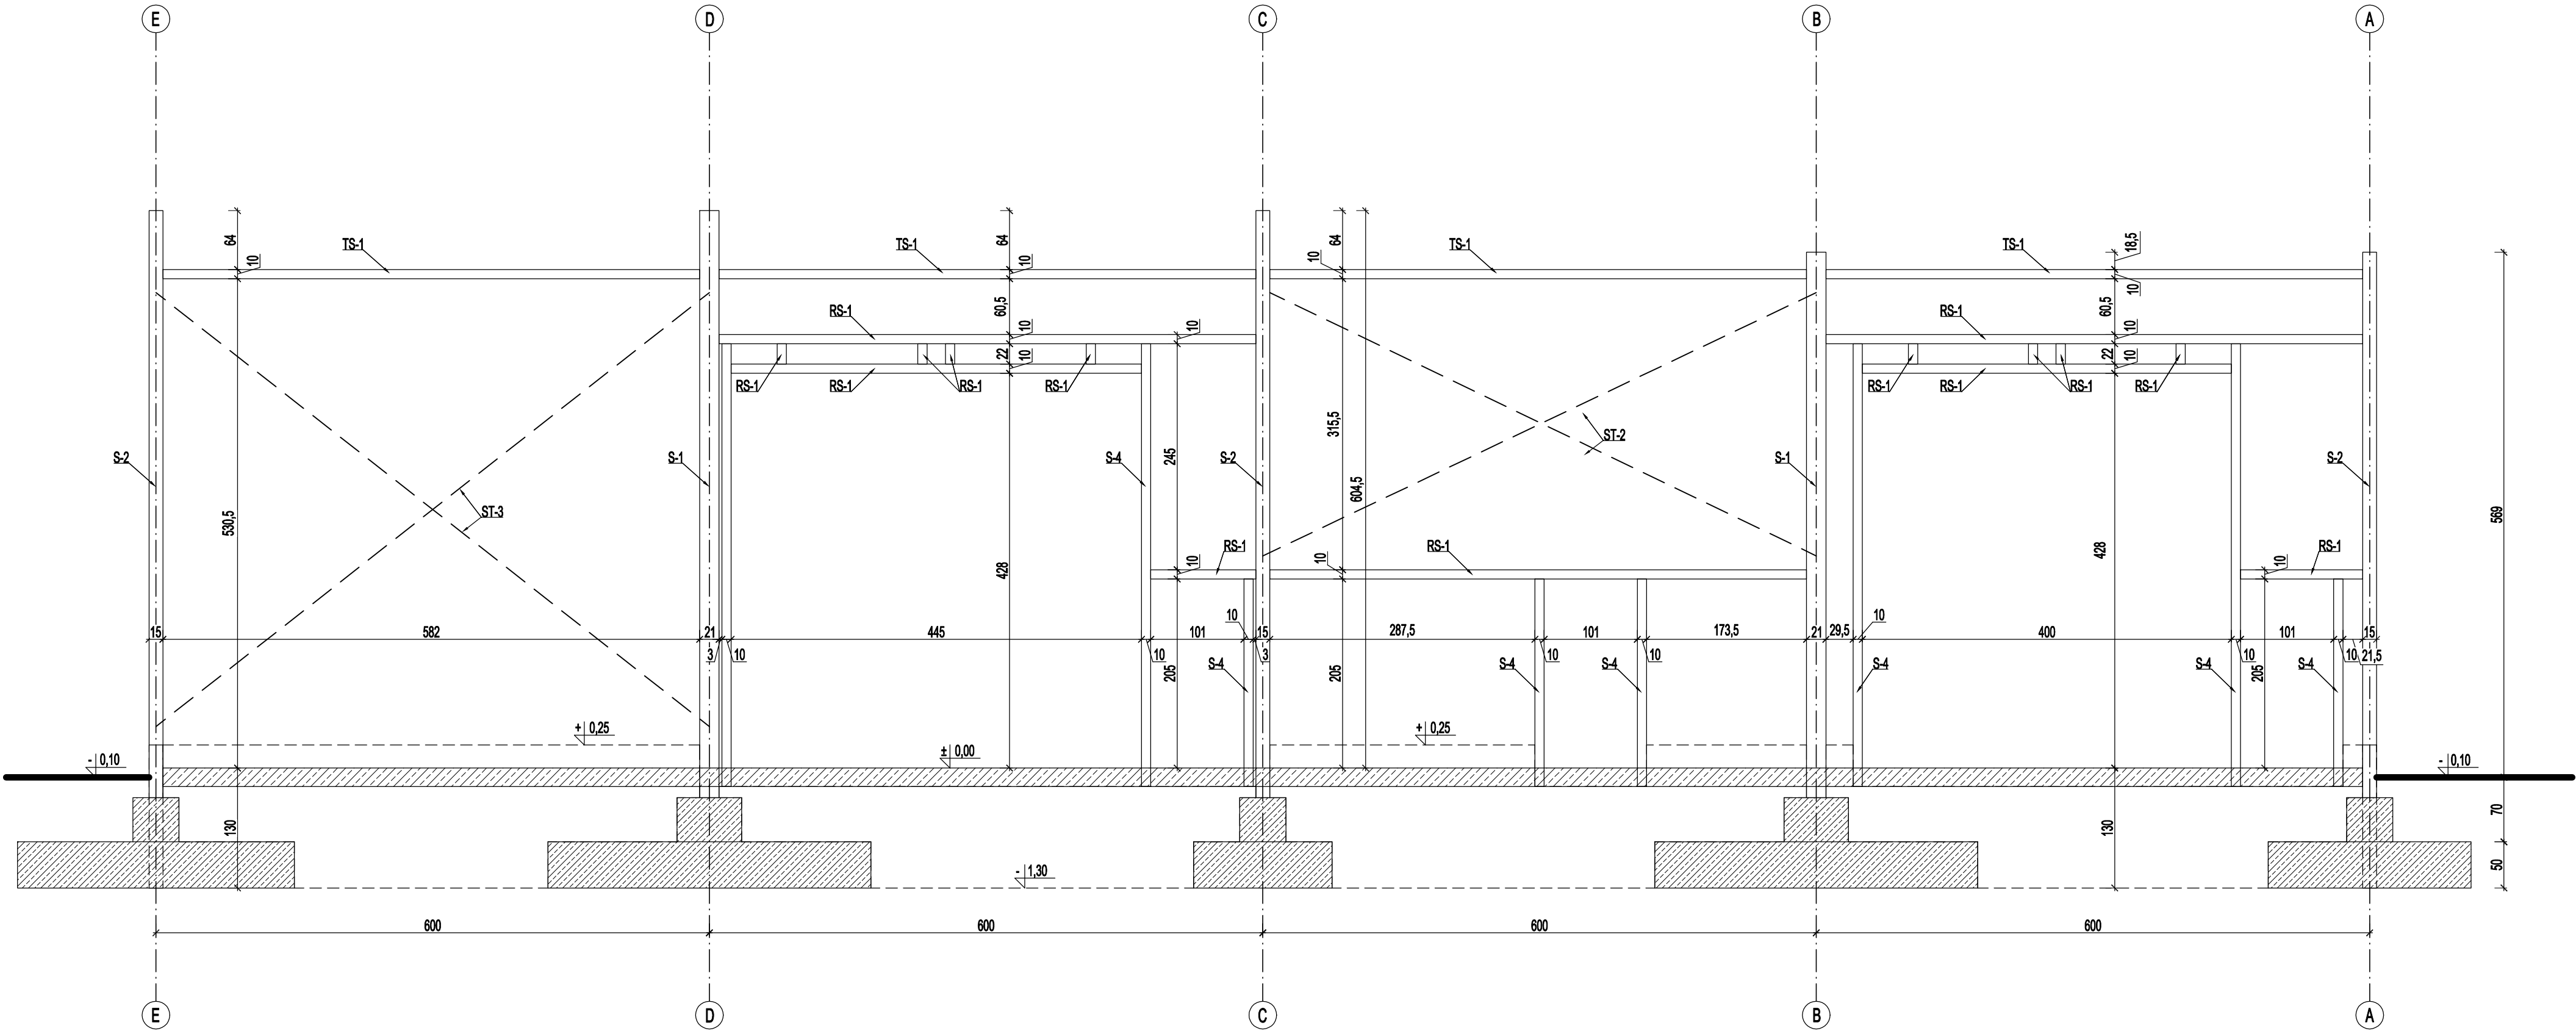 E D C B A
64 64 64 18,5
TS-1 TS-1 TS-1 TS-1
10 10 10 10
60,5 60,5
RS-1 10 10 RS-1 10
22 10 22 10
RS-1 RS-1 RS-1 RS-1 RS-1 RS-1 RS-1 RS-1
315,5
ST-2
S-2 S-1 S-4 245 S-2 S-1 S-2
604,5
530,5 ST-3 569
RS-1 RS-1 RS-1
428 10 10 428 10
10 10
15 582 21 445 101 15 287,5 101 173,5 21 29,5 400 101 15
3 10 10 3 10 10 10 10 21,5
S-4 S-4 S-4 S-4 S-4 S-4
205 205 205
+ 0,25 + 0,25
± 0,00
- 0,10 - 0,10
130 130 70
50
- 1,30
600 600 600 600
E D C B A